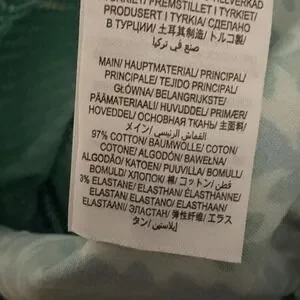 PRODUSERT I TYRKIA/ СДЕЛАНО
В ТУРЦИИ/ 土耳其制造/ トルコ製/
صنع في تركيا
MAIN/ HAUPTMATERIAL/ PRINCIPAL/
PRINCIPALE/ TEJIDO PRINCIPAL/
GŁÓWNA/ BELANGRIJKSTE/
PÄÄMATERIAALI/ HUVUDDEL/ PRIMÆR/
HOVEDDEL/ ОСНОВНАЯ ТКАНЬ/ 主面料/
メイン/ القماش الرئيسي/
97% COTTON/ BAUMWOLLE/ COTON/
COTONE/ ALGODÓN/ BAWEŁNA/
ALGODÃO/ KATOEN/ PUUVILLA/ BOMULL/
BOMULD/ ХЛОПОК/ 棉/ コットン/ قطن/
3% ELASTANE/ ELASTHAN/ ÉLASTHANNE/
ELASTAN/ ELASTANO/ ELASTHAAN/
ELASTAANI/ ЭЛАСТАН/ 弹性纤维/ エラス
タン/ إيلاستين/